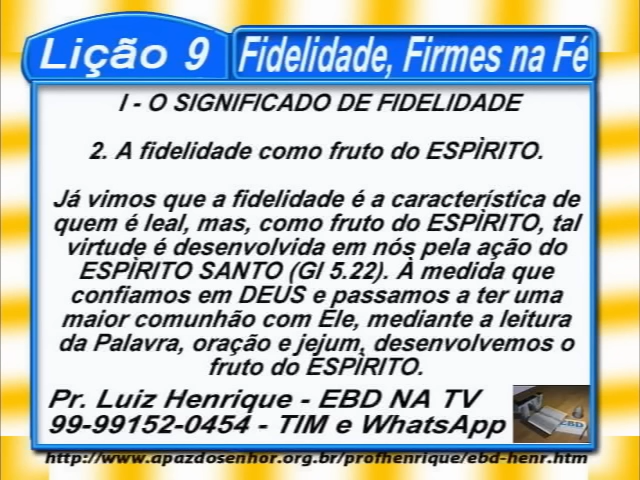 Lição 9 Fidelidade, Firmes na Fé
I - O SIGNIFICADO DE FIDELIDADE
2. A fidelidade como fruto do ESPÌRITO.
Já vimos que a fidelidade é a característica de
quem é leal, mas, como fruto do ESPÌRITO, tal
virtude é desenvolvida em nós pela ação do
ESPÌRITO SANTO (Gl 5.22). À medida que
confiamos em DEUS e passamos a ter uma
maior comunhão com Ele, mediante a leitura
da Palavra, oração e jejum, desenvolvemos o
fruto do ESPÍRITO.
Pr. Luiz Henrique - EBD NA TV
99-99152-0454 - TIM e WhatsApp
EBD
http://www.apazdosenhor.org.br/profhenrique/ebd-henr.htm